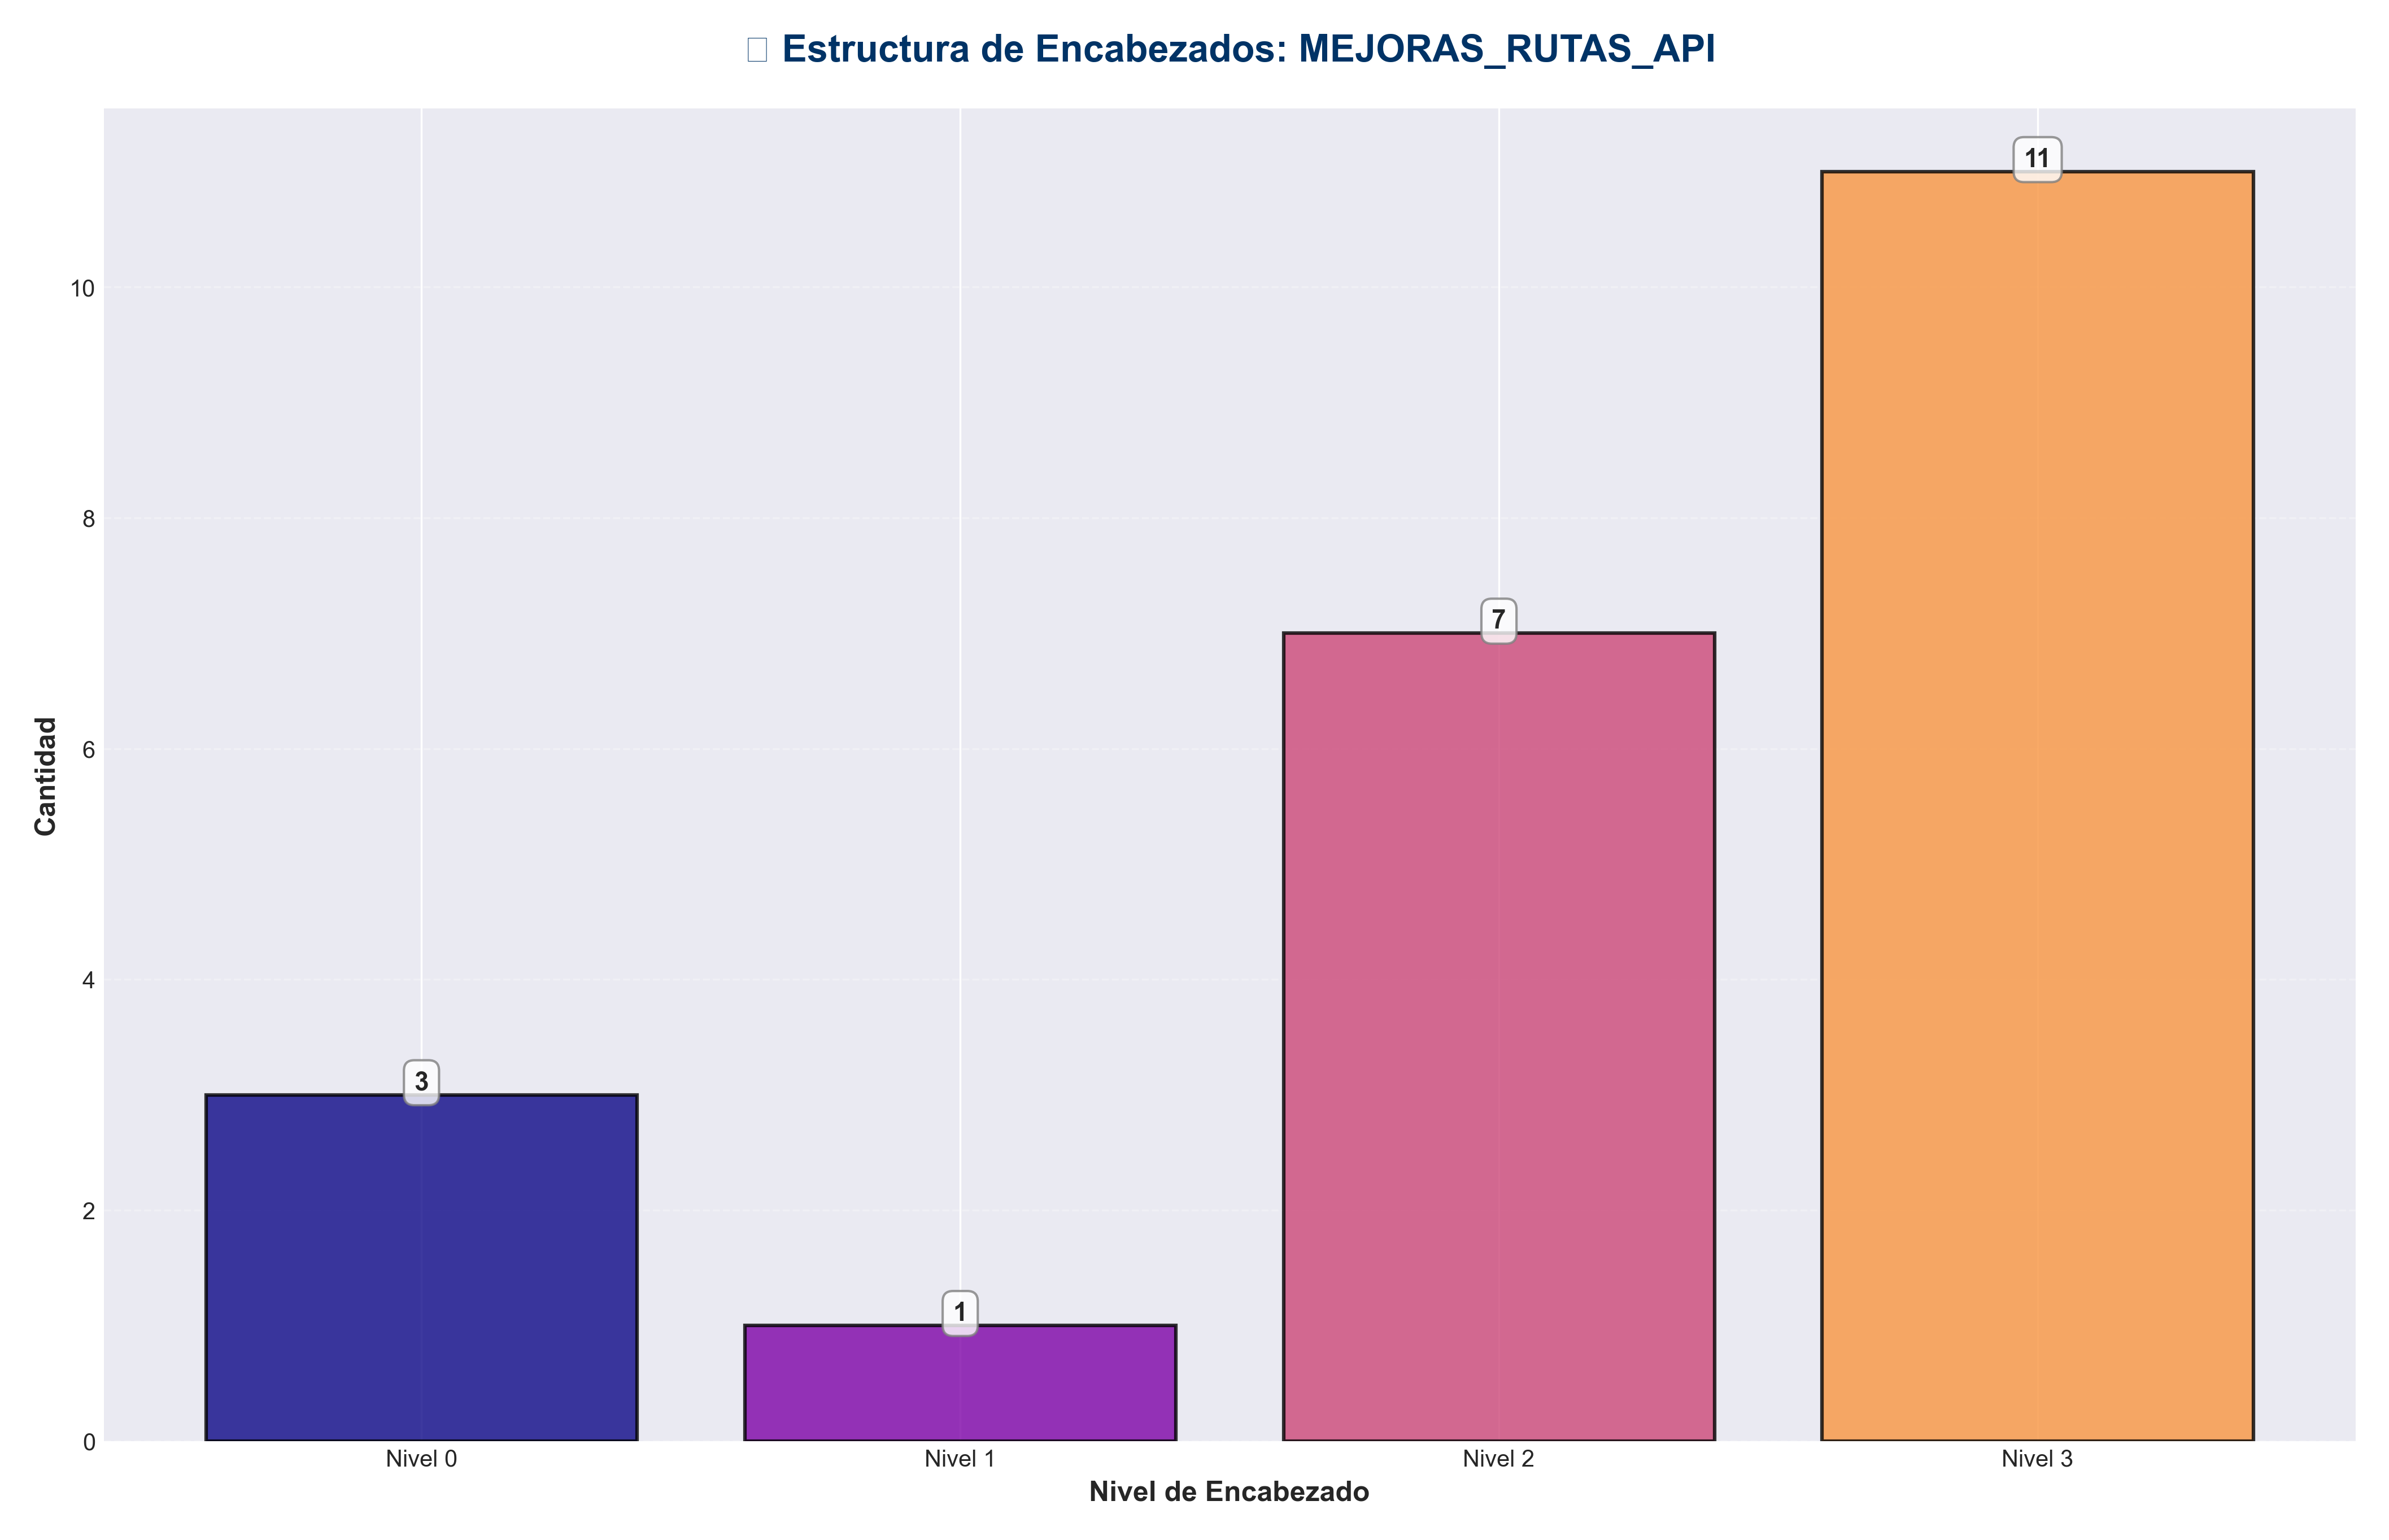 Estructura de Encabezados: MEJORAS_RUTAS_API
11
10
8
7
6
Cantidad
4
3
2
1
0
Nivel 0
Nivel 1
Nivel 2
Nivel 3
Nivel de Encabezado